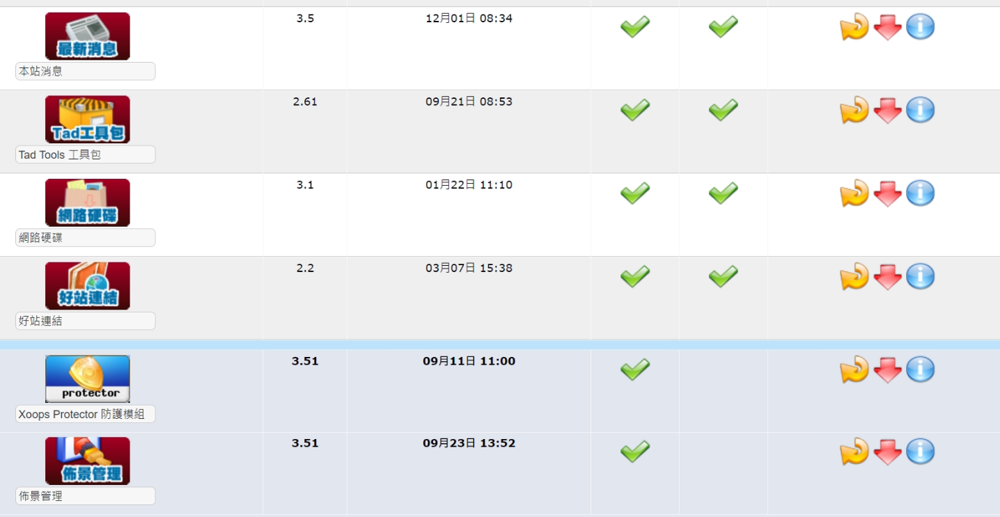 最新消息
3.5
12月01日 08:34
本站消息
Tad工具包
2.61
09月21日 08:53
Tad Tools 工具包
網路硬碟
3.1
01月22日 11:10
網路硬碟
好站連結
2.2
03月07日 15:38
好站連結
protector
3.51
09月11日 11:00
Xoops Protector 防護模組
佈景管理
3.51
09月23日 13:52
佈景管理